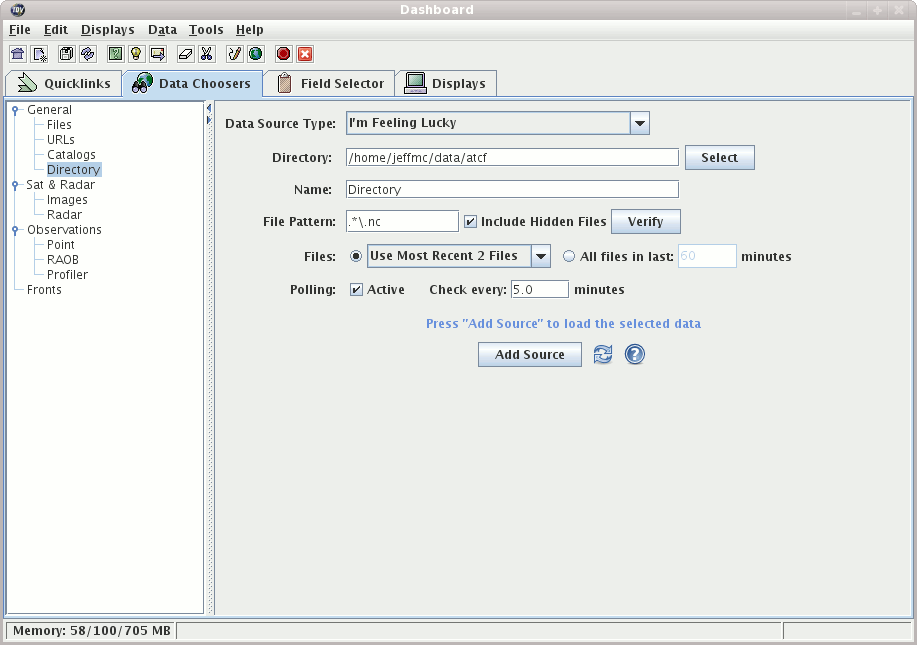 IDV Dashboard
File Edit Displays Data Tools Help
Quicklinks Data Choosers Field Selector Displays
General
Files
URLs
Catalogs
Directory
Sat & Radar
Images
Radar
Observations
Point
RAOB
Profiler
Fronts
Data Source Type: I'm Feeling Lucky
Directory: /home/jeffmc/data/atcf Select
Name: Directory
File Pattern: .*\.nc Include Hidden Files Verify
Files: Use Most Recent 2 Files All files in last: 60 minutes
Polling: Active Check every: 5.0 minutes
Press "Add Source" to load the selected data
Add Source ?
Memory: 58/100/705 MB